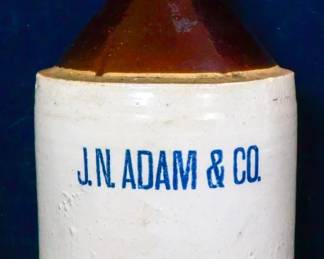 J. N. ADAM & CO.